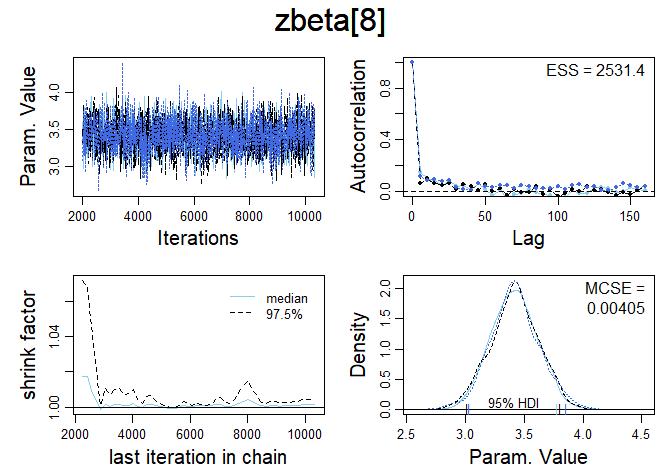 zbeta[8]
Param. Value
3.0 3.5 4.0
2000 4000 6000 8000 10000
Iterations
Autocorrelation
0.0 0.4 0.8
ESS = 2531.4
0 50 100 150
Lag
shrink factor
1.00 1.04
median
97.5%
2000 4000 6000 8000 10000
last iteration in chain
Density
0.0 0.5 1.0 1.5 2.0
MCSE =
0.00405
95% HDI
2.5 3.0 3.5 4.0 4.5
Param. Value